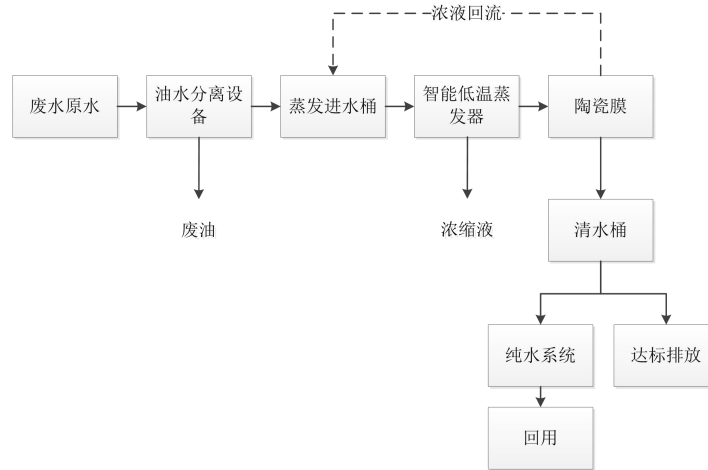 浓液回流
废水原水
油水分离设
备
蒸发进水桶
智能低温蒸
发器
陶瓷膜
废油
浓缩液
清水桶
纯水系统
达标排放
回用